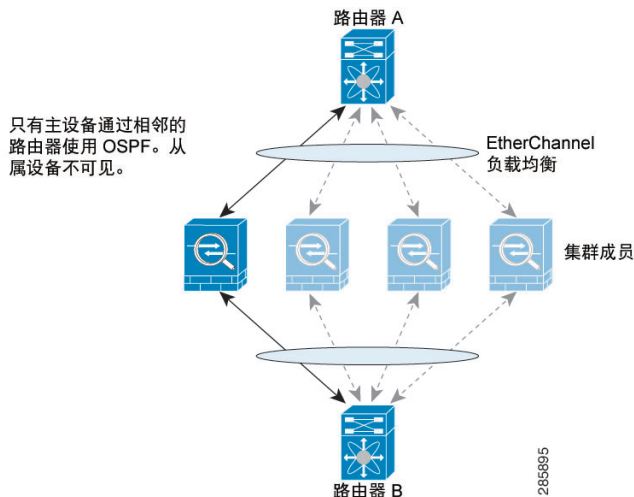 路由器 A
只有主设备通过相邻的
路由器使用 OSPF。从
属设备不可见。
EtherChannel
负载均衡
集群成员
路由器 B
285895